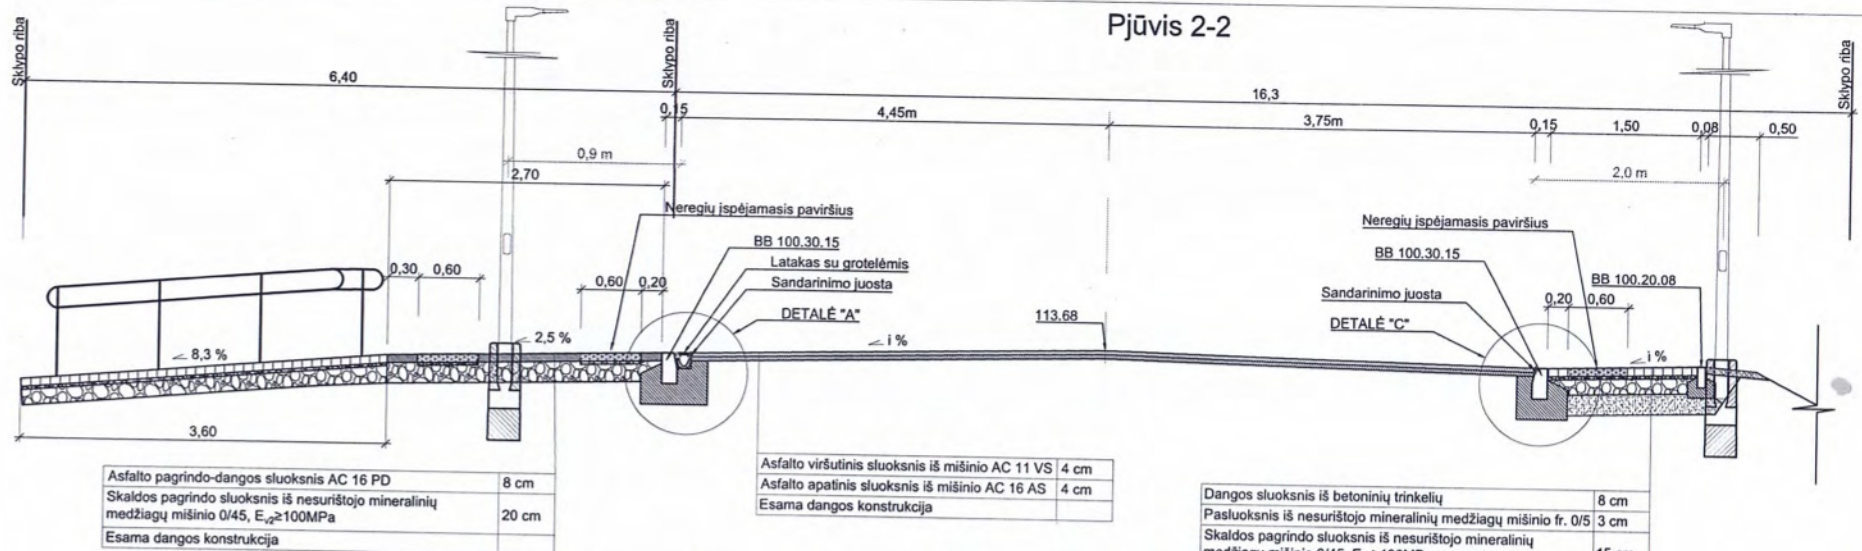 Pjūvis 2-2
Sklypo riba
Sklypo riba
Sklypo riba
6,40
16,3
0,15
4,45m
3,75m
0,15
1,50
0,08
0,50
0,9 m
2,0 m
2,70
Neregių įspėjamasis paviršius
Neregių įspėjamasis paviršius
BB 100.30.15
BB 100.30.15
Latakas su grotelėmis
BB 100.20.08
0,30
0,60
0,60
0,20
Sandarinimo juosta
Sandarinimo juosta
0,20
0,60
DETALĖ "A"
113.68
DETALĖ "C"
2,5 %
i %
i %
8,3 %
3,60
Asfalto pagrindo-dangos sluoksnis AC 16 PD 8 cm
Skaldos pagrindo sluoksnis iš nesurištojo mineralinių
medžiagų mišinio 0/45, Ev2≥100MPa 20 cm
Esama dangos konstrukcija
Asfalto viršutinis sluoksnis iš mišinio AC 11 VS 4 cm
Asfalto apatinis sluoksnis iš mišinio AC 16 AS 4 cm
Esama dangos konstrukcija
Dangos sluoksnis iš betoninių trinkelių 8 cm
Pasluoksnis iš nesurištojo mineralinių medžiagų mišinio fr. 0/5 3 cm
Skaldos pagrindo sluoksnis iš nesurištojo mineralinių